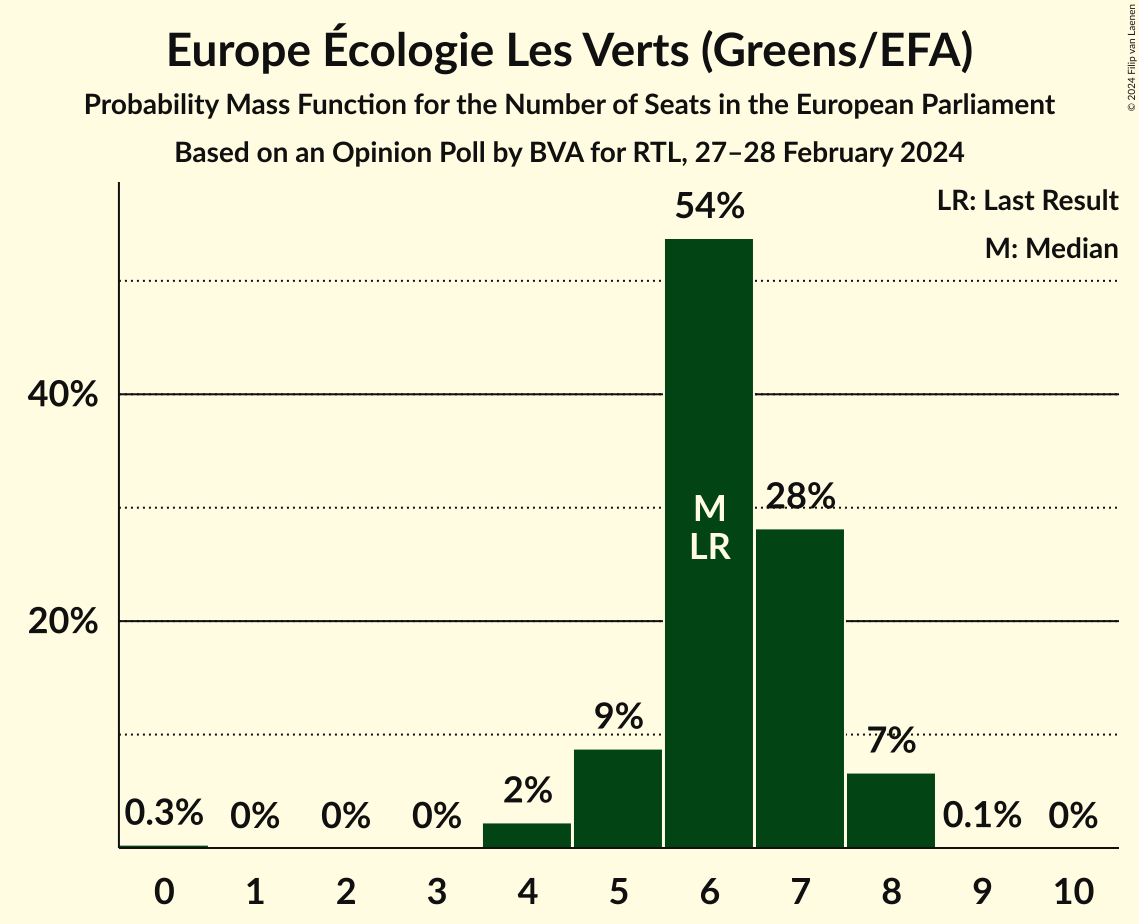 Europe Écologie Les Verts (Greens/EFA)
Probability Mass Function for the Number of Seats in the European Parliament
Based on an Opinion Poll by BVA for RTL, 27–28 February 2024
© 2024 Filip van Laenen
LR: Last Result
M: Median
40%
20%
0.3%
0%
0%
0%
2%
9%
54%
M
LR
28%
7%
0.1%
0%
0 1 2 3 4 5 6 7 8 9 10